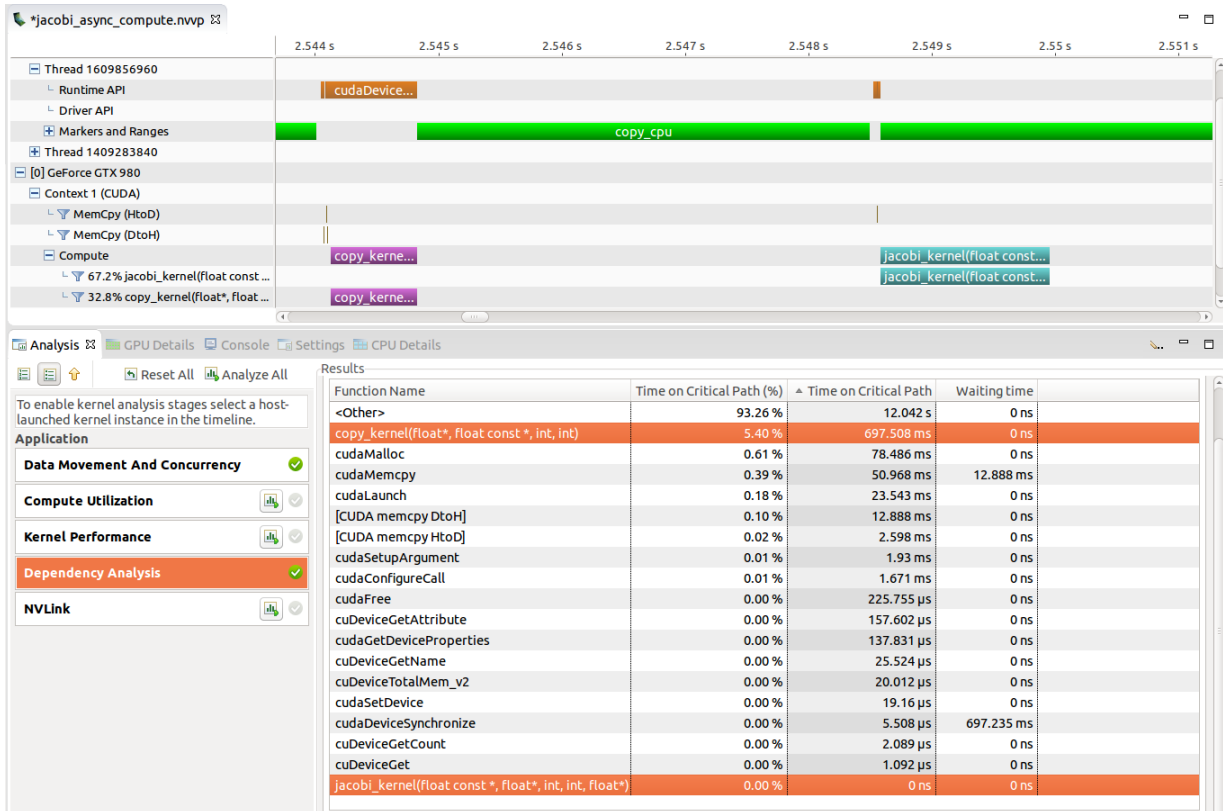 *jacobi_async_compute.nvvp
2.544 s 2.545 s 2.546 s 2.547 s 2.548 s 2.549 s 2.55 s 2.551 s
Thread 1609856960
Runtime API cudaDevice...
Driver API
Markers and Ranges copy_cpu
Thread 1409283840
[0] GeForce GTX 980
Context 1 (CUDA)
MemCpy (HtoD)
MemCpy (DtoH)
Compute copy_kerne... jacobi_kernel(float const...
67.2% jacobi_kernel(float const ... jacobi_kernel(float const...
32.8% copy_kernel(float*, float ... copy_kerne...
Analysis GPU Details Console Settings CPU Details
Reset All Analyze All
To enable kernel analysis stages select a host-
launched kernel instance in the timeline.
Application
Data Movement And Concurrency
Compute Utilization
Kernel Performance
Dependency Analysis
NVLink
Results
Function Name Time on Critical Path (%) Time on Critical Path Waiting time
<Other> 93.26 % 12.042 s 0 ns
copy_kernel(float*, float const *, int, int) 5.40 % 697.508 ms 0 ns
cudaMalloc 0.61 % 78.486 ms 0 ns
cudaMemcpy 0.39 % 50.968 ms 12.888 ms
cudaLaunch 0.18 % 23.543 ms 0 ns
[CUDA memcpy DtoH] 0.10 % 12.888 ms 0 ns
[CUDA memcpy HtoD] 0.02 % 2.598 ms 0 ns
cudaSetupArgument 0.01 % 1.93 ms 0 ns
cudaConfigureCall 0.01 % 1.671 ms 0 ns
cudaFree 0.00 % 225.755 µs 0 ns
cuDeviceGetAttribute 0.00 % 157.602 µs 0 ns
cudaGetDeviceProperties 0.00 % 137.831 µs 0 ns
cuDeviceGetName 0.00 % 25.524 µs 0 ns
cuDeviceTotalMem_v2 0.00 % 20.012 µs 0 ns
cudaSetDevice 0.00 % 19.16 µs 0 ns
cudaDeviceSynchronize 0.00 % 5.508 µs 697.235 ms
cuDeviceGetCount 0.00 % 2.089 µs 0 ns
cuDeviceGet 0.00 % 1.092 µs 0 ns
jacobi_kernel(float const *, float*, int, int, float*) 0.00 % 0 ns 0 ns